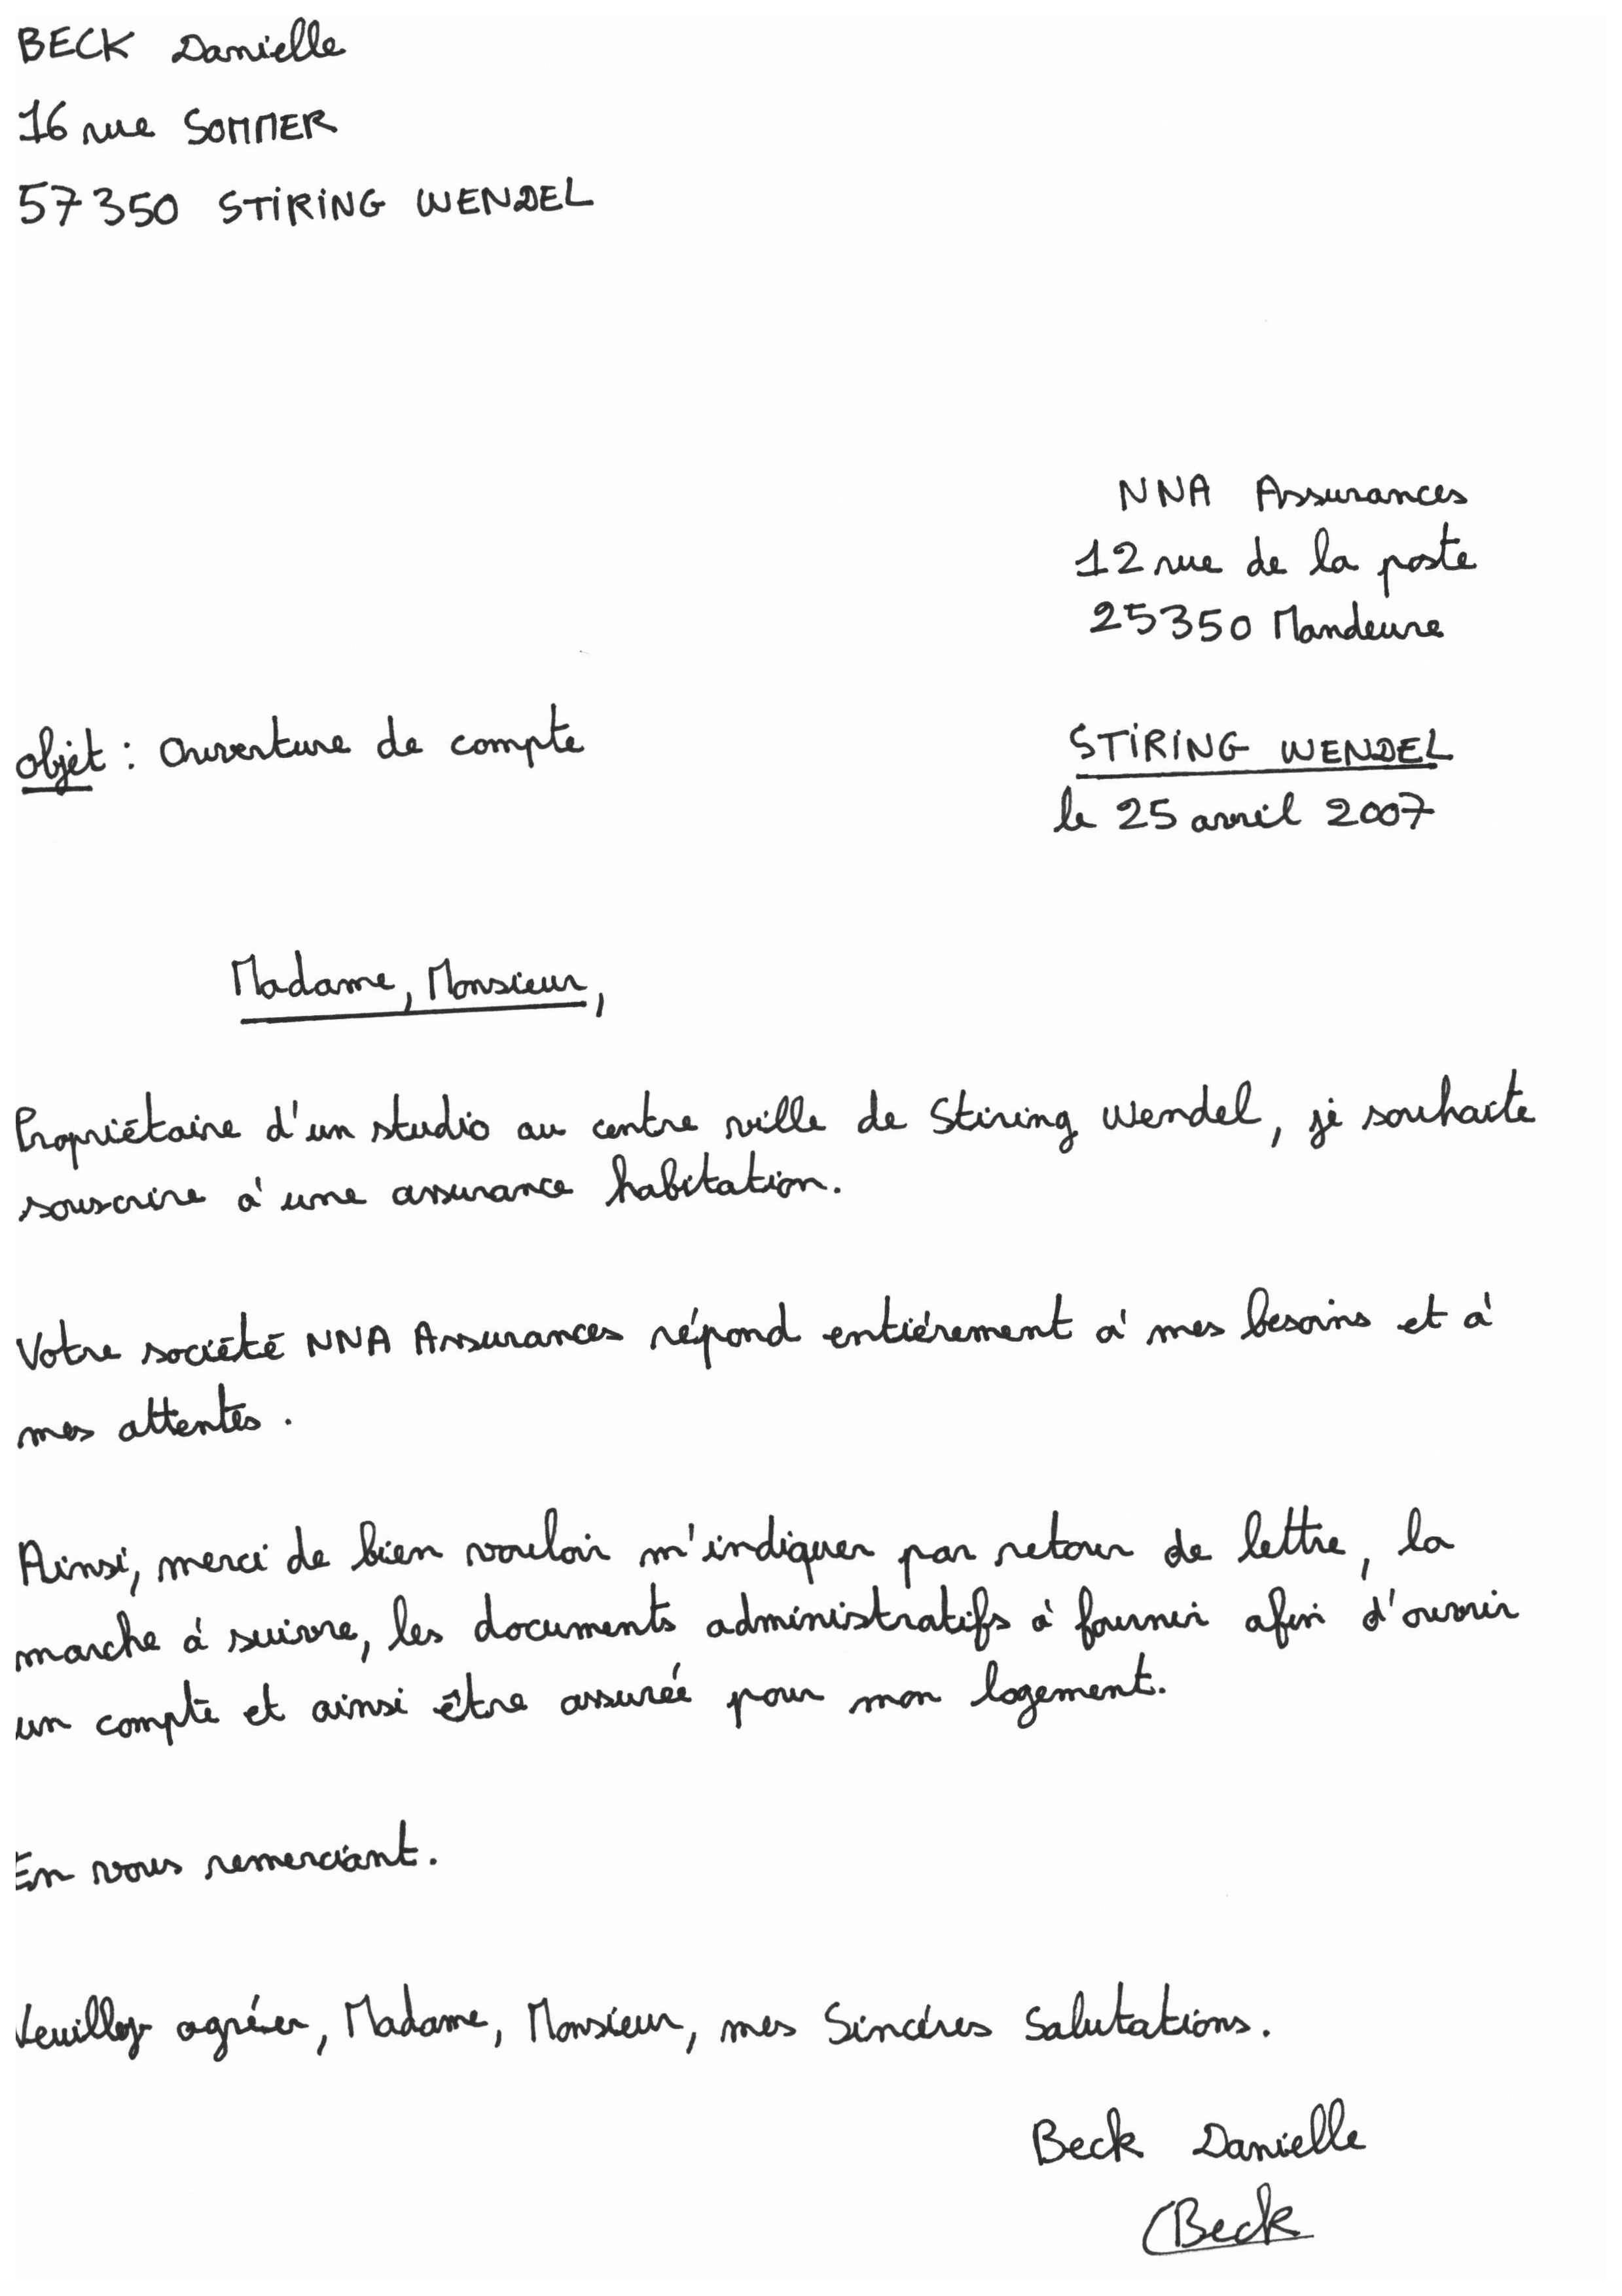 BECK Danielle
16 rue SOMMER
57350 STIRING WENDEL
NNA Assurances
12 rue de la poste
25350 Mandeure
objet : Ouverture de compte
STIRING WENDEL
le 25 avril 2007
Madame, Monsieur,
Propriétaire d'un studio au centre ville de Stiring Wendel, je souhaite
souscrire à une assurance habitation.
Votre société NNA Assurances répond entiérement à mes besoins et à
mes attentes.
Ainsi, merci de bien vouloir m'indiquer par retour de lettre, la
marche à suivre, les documents administratifs à fournir afin d'ouvrir
un compte et ainsi être assurée pour mon logement.
En vous remerciant.
Veuillez agréer, Madame, Monsieur, mes Sincéres Salutations.
Beck Danielle
Beck